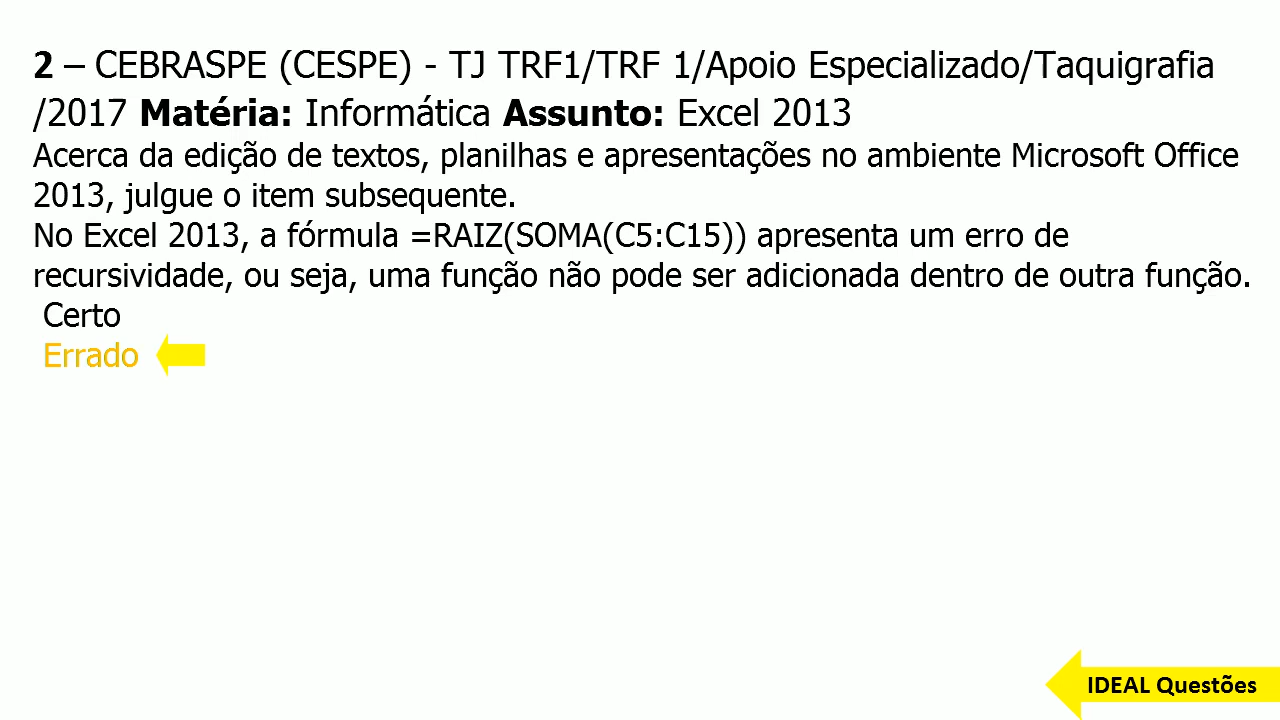 2 – CEBRASPE (CESPE) - TJ TRF1/TRF 1/Apoio Especializado/Taquigrafia
/2017 Matéria: Informática Assunto: Excel 2013
Acerca da edição de textos, planilhas e apresentações no ambiente Microsoft Office
2013, julgue o item subsequente.
No Excel 2013, a fórmula =RAIZ(SOMA(C5:C15)) apresenta um erro de
recursividade, ou seja, uma função não pode ser adicionada dentro de outra função.
Certo
Errado
IDEAL Questões